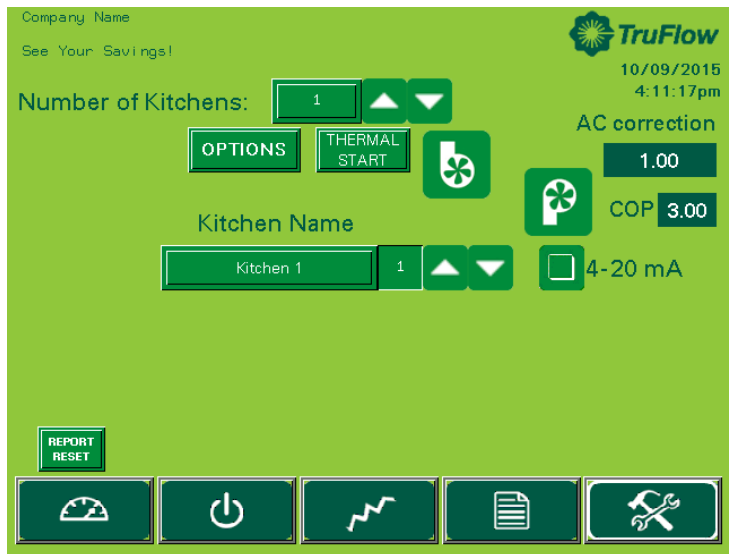 Company Name
See Your Savings!
TruFlow
10/09/2015
4:11:17pm
Number of Kitchens: 1
AC correction
1.00
OPTIONS
THERMAL
START
COP 3.00
Kitchen Name
Kitchen 1 1
4-20 mA
REPORT
RESET